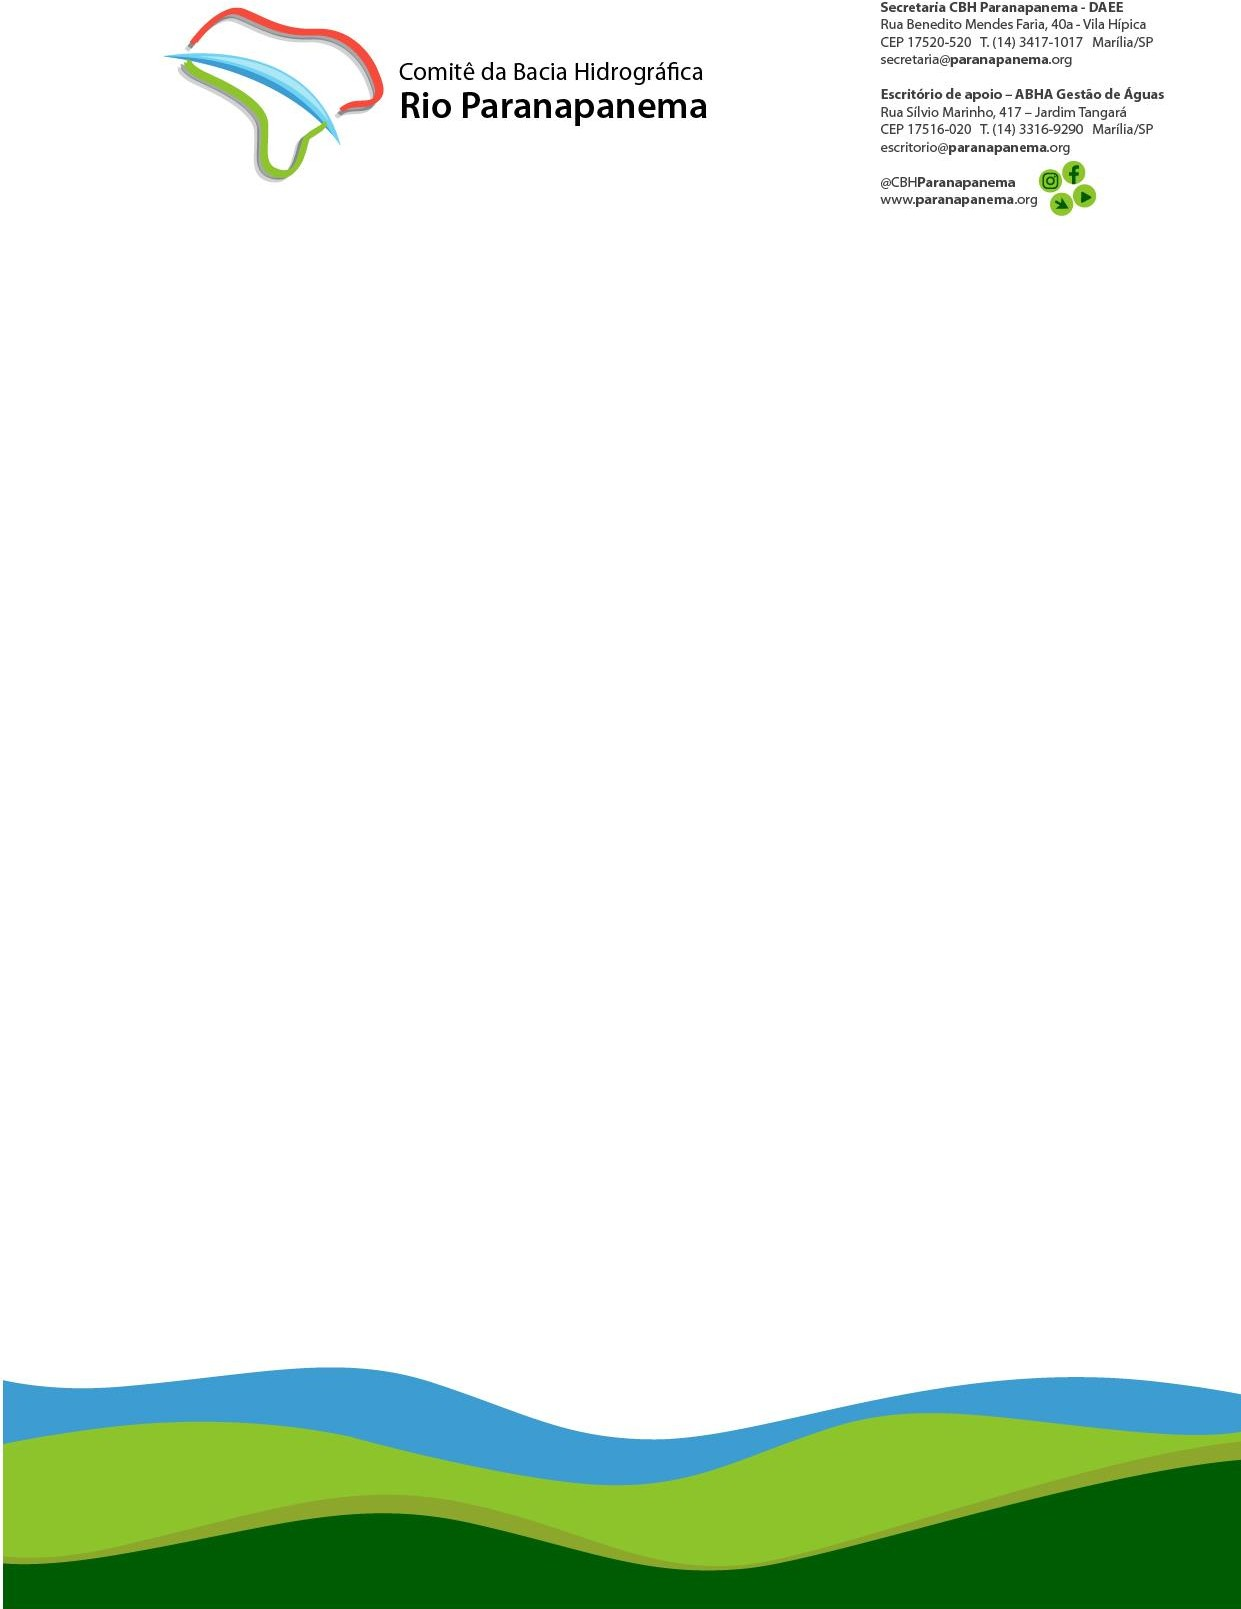 Comitê da Bacia Hidrográfica
Rio Paranapanema
Secretaría CBH Paranapanema - DAEE
Rua Benedito Mendes Faria, 40a - Vila Hípica
CEP 17520-520 T. (14) 3417-1017 Marília/SP
secretaria@paranapanema.org
Escritório de apoio – ABHA Gestão de Águas
Rua Sílvio Marinho, 417 – Jardim Tangará
CEP 17516-020 T. (14) 3316-9290 Marília/SP
escritorio@paranapanema.org
@CBHParanapanema
www.paranapanema.org